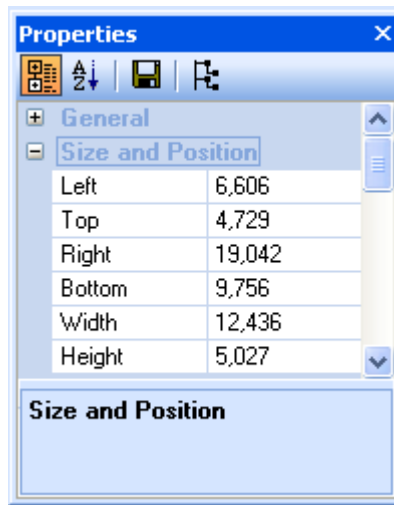 Properties
General
Size and Position
Left 6,606
Top 4,729
Right 19,042
Bottom 9,756
Width 12,436
Height 5,027
Size and Position